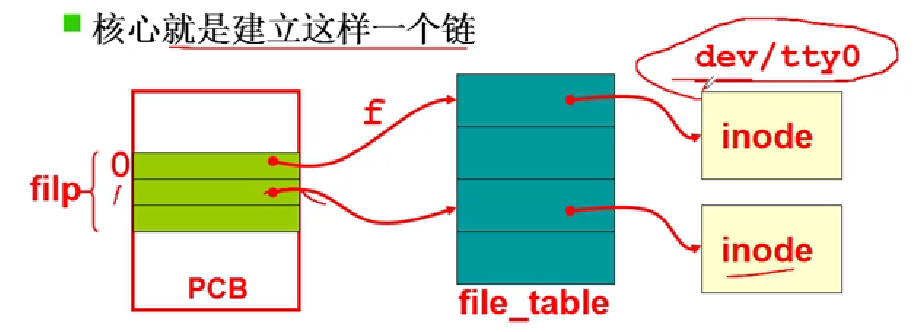 核心就是建立这样一个链
dev/tty0
f
inode
0
filp
/
inode
PCB
file_table